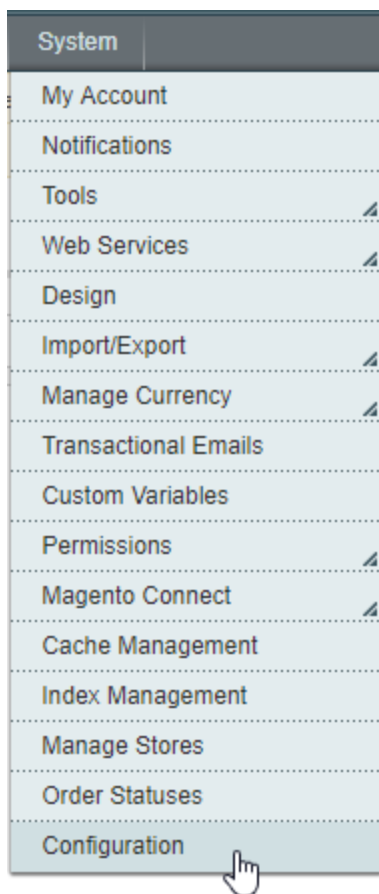 System
My Account
Notifications
Tools
Web Services
Design
Import/Export
Manage Currency
Transactional Emails
Custom Variables
Permissions
Magento Connect
Cache Management
Index Management
Manage Stores
Order Statuses
Configuration